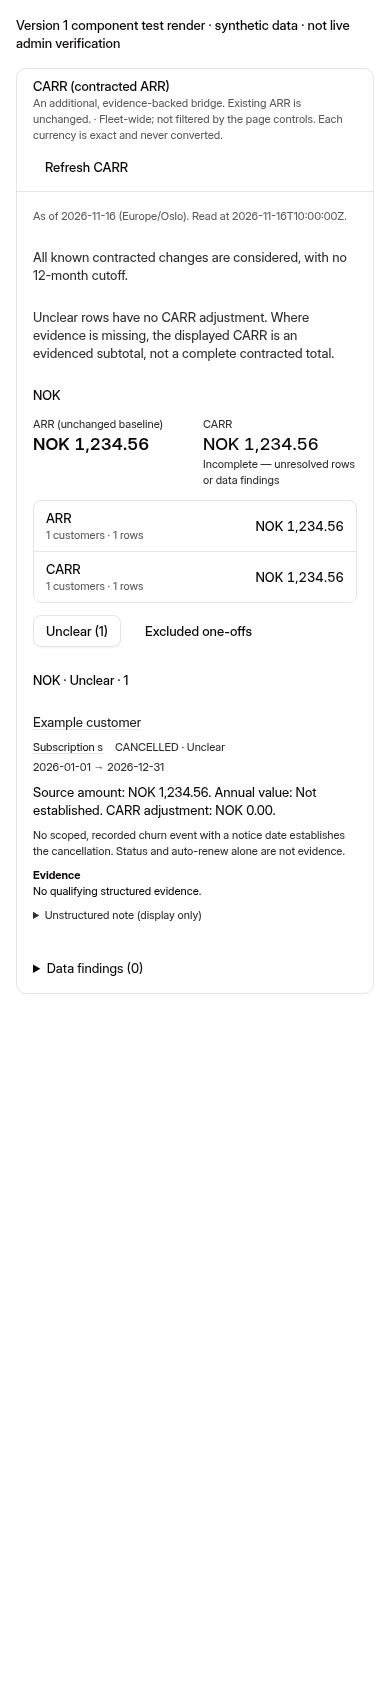 Version 1 component test render · synthetic data · not live
admin verification
CARR (contracted ARR)
An additional, evidence-backed bridge. Existing ARR is
unchanged. · Fleet-wide; not filtered by the page controls. Each
currency is exact and never converted.
Refresh CARR
As of 2026-11-16 (Europe/Oslo). Read at 2026-11-16T10:00:00Z.
All known contracted changes are considered, with no
12-month cutoff.
Unclear rows have no CARR adjustment. Where
evidence is missing, the displayed CARR is an
evidenced subtotal, not a complete contracted total.
NOK
ARR (unchanged baseline)
NOK 1,234.56
CARR
NOK 1,234.56
Incomplete — unresolved rows
or data findings
ARR
1 customers · 1 rows
NOK 1,234.56
CARR
1 customers · 1 rows
NOK 1,234.56
Unclear (1)
Excluded one-offs
NOK · Unclear · 1
Example customer
Subscription s CANCELLED · Unclear
2026-01-01 → 2026-12-31
Source amount: NOK 1,234.56. Annual value: Not
established. CARR adjustment: NOK 0.00.
No scoped, recorded churn event with a notice date establishes
the cancellation. Status and auto-renew alone are not evidence.
Evidence
No qualifying structured evidence.
▶ Unstructured note (display only)
▶ Data findings (0)